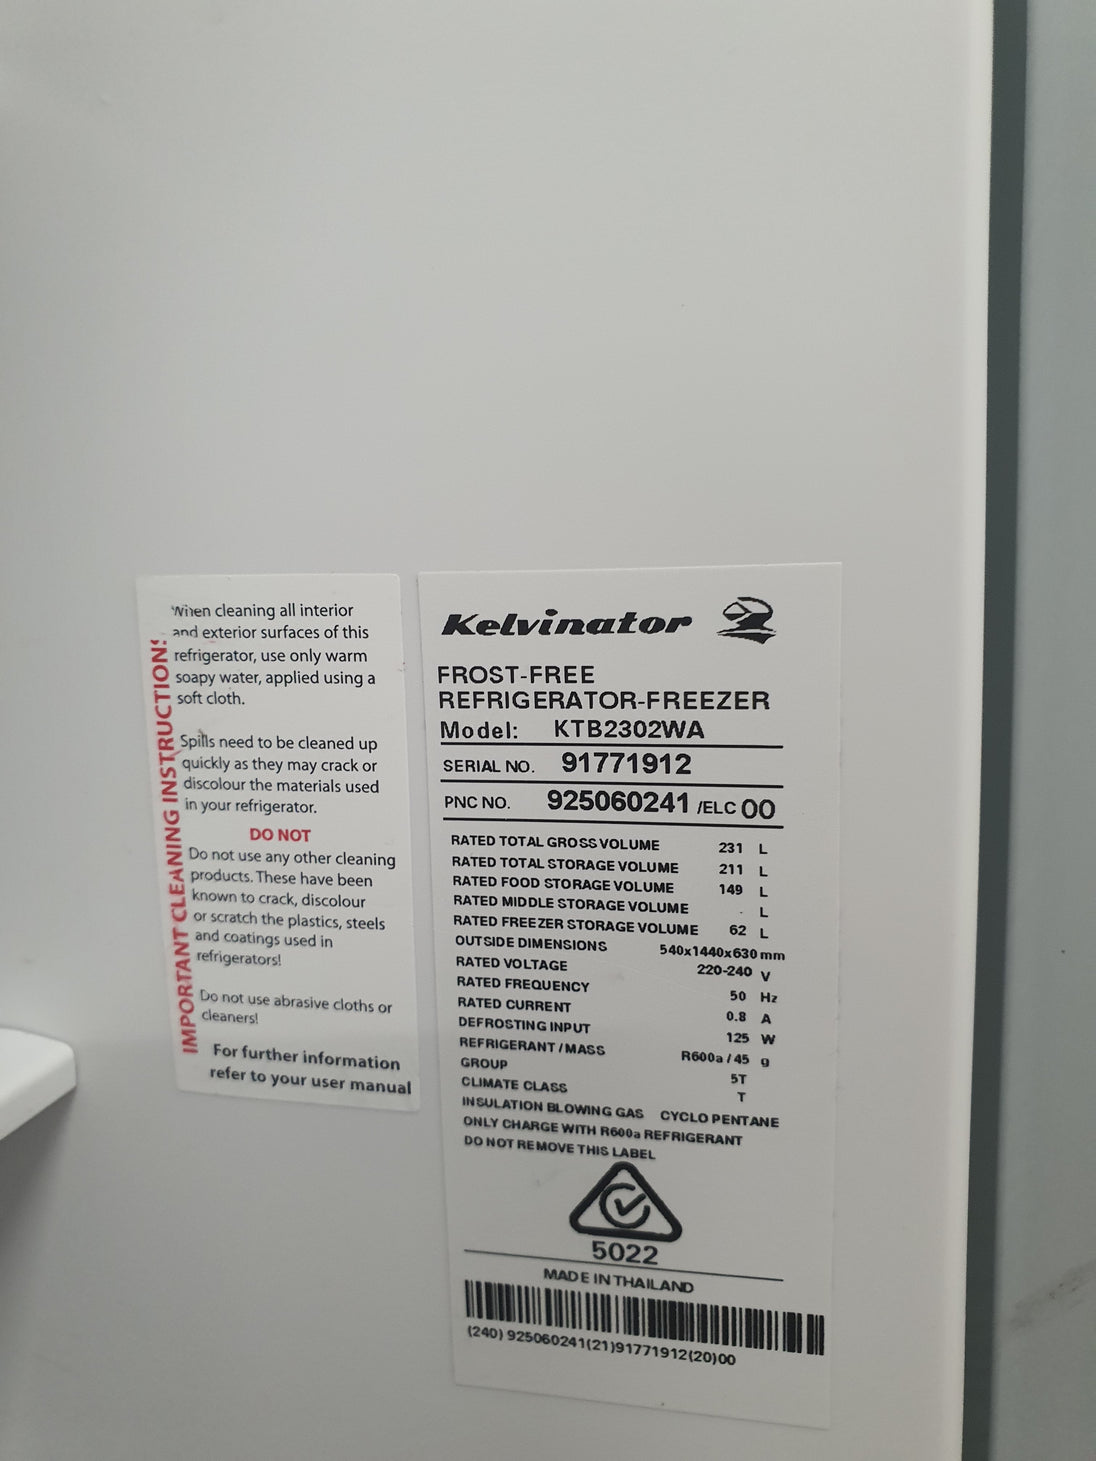 IMPORTANT CLEANING INSTRUCTION!
When cleaning all interior
and exterior surfaces of this
refrigerator, use only warm
soapy water, applied using a
soft cloth.
Spills need to be cleaned up
quickly as they may crack or
discolour the materials used
in your refrigerator.
DO NOT
Do not use any other cleaning
products. These have been
known to crack, discolour
or scratch the plastics, steels
and coatings used in
refrigerators!
Do not use abrasive cloths or
cleaners!
For further information
refer to your user manual
Kelvinator
FROST-FREE
REFRIGERATOR-FREEZER
Model: KTB2302WA
SERIAL NO. 91771912
PNC NO. 925060241 /ELC 00
RATED TOTAL GROSS VOLUME 231 L
RATED TOTAL STORAGE VOLUME 211 L
RATED FOOD STORAGE VOLUME 149 L
RATED MIDDLE STORAGE VOLUME . L
RATED FREEZER STORAGE VOLUME 62 L
OUTSIDE DIMENSIONS 540x1440x630 mm
RATED VOLTAGE 220-240 V
RATED FREQUENCY 50 Hz
RATED CURRENT 0.8 A
DEFROSTING INPUT 125 W
REFRIGERANT / MASS R600a / 45 g
GROUP 5T
CLIMATE CLASS T
INSULATION BLOWING GAS CYCLO PENTANE
ONLY CHARGE WITH R600a REFRIGERANT
DO NOT REMOVE THIS LABEL
5022
MADE IN THAILAND
(240) 925060241(21)91771912(20)00